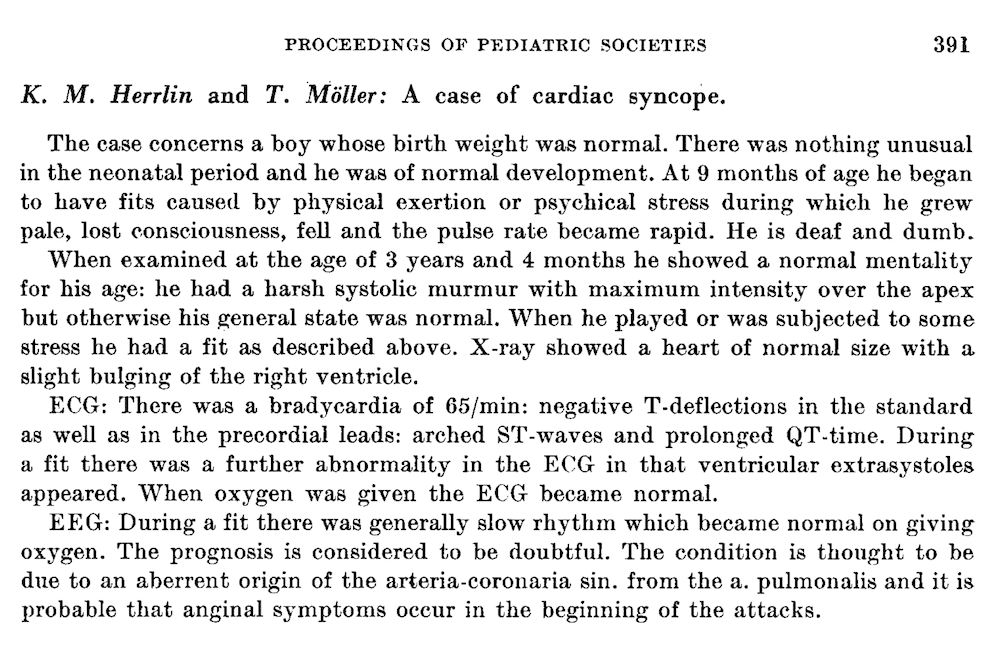 PROCEEDINGS OF PEDIATRIC SOCIETIES 391
K. M. Herrlin and T. Möller: A case of cardiac syncope.
The case concerns a boy whose birth weight was normal. There was nothing unusual
in the neonatal period and he was of normal development. At 9 months of age he began
to have fits caused by physical exertion or psychical stress during which he grew
pale, lost consciousness, fell and the pulse rate became rapid. He is deaf and dumb.
When examined at the age of 3 years and 4 months he showed a normal mentality
for his age: he had a harsh systolic murmur with maximum intensity over the apex
but otherwise his general state was normal. When he played or was subjected to some
stress he had a fit as described above. X-ray showed a heart of normal size with a
slight bulging of the right ventricle.
ECG: There was a bradycardia of 65/min: negative T-deflections in the standard
as well as in the precordial leads: arched ST-waves and prolonged QT-time. During
a fit there was a further abnormality in the ECG in that ventricular extrasystoles
appeared. When oxygen was given the ECG became normal.
EEG: During a fit there was generally slow rhythm which became normal on giving
oxygen. The prognosis is considered to be doubtful. The condition is thought to be
due to an aberrent origin of the arteria-coronaria sin. from the a. pulmonalis and it is
probable that anginal symptoms occur in the beginning of the attacks.